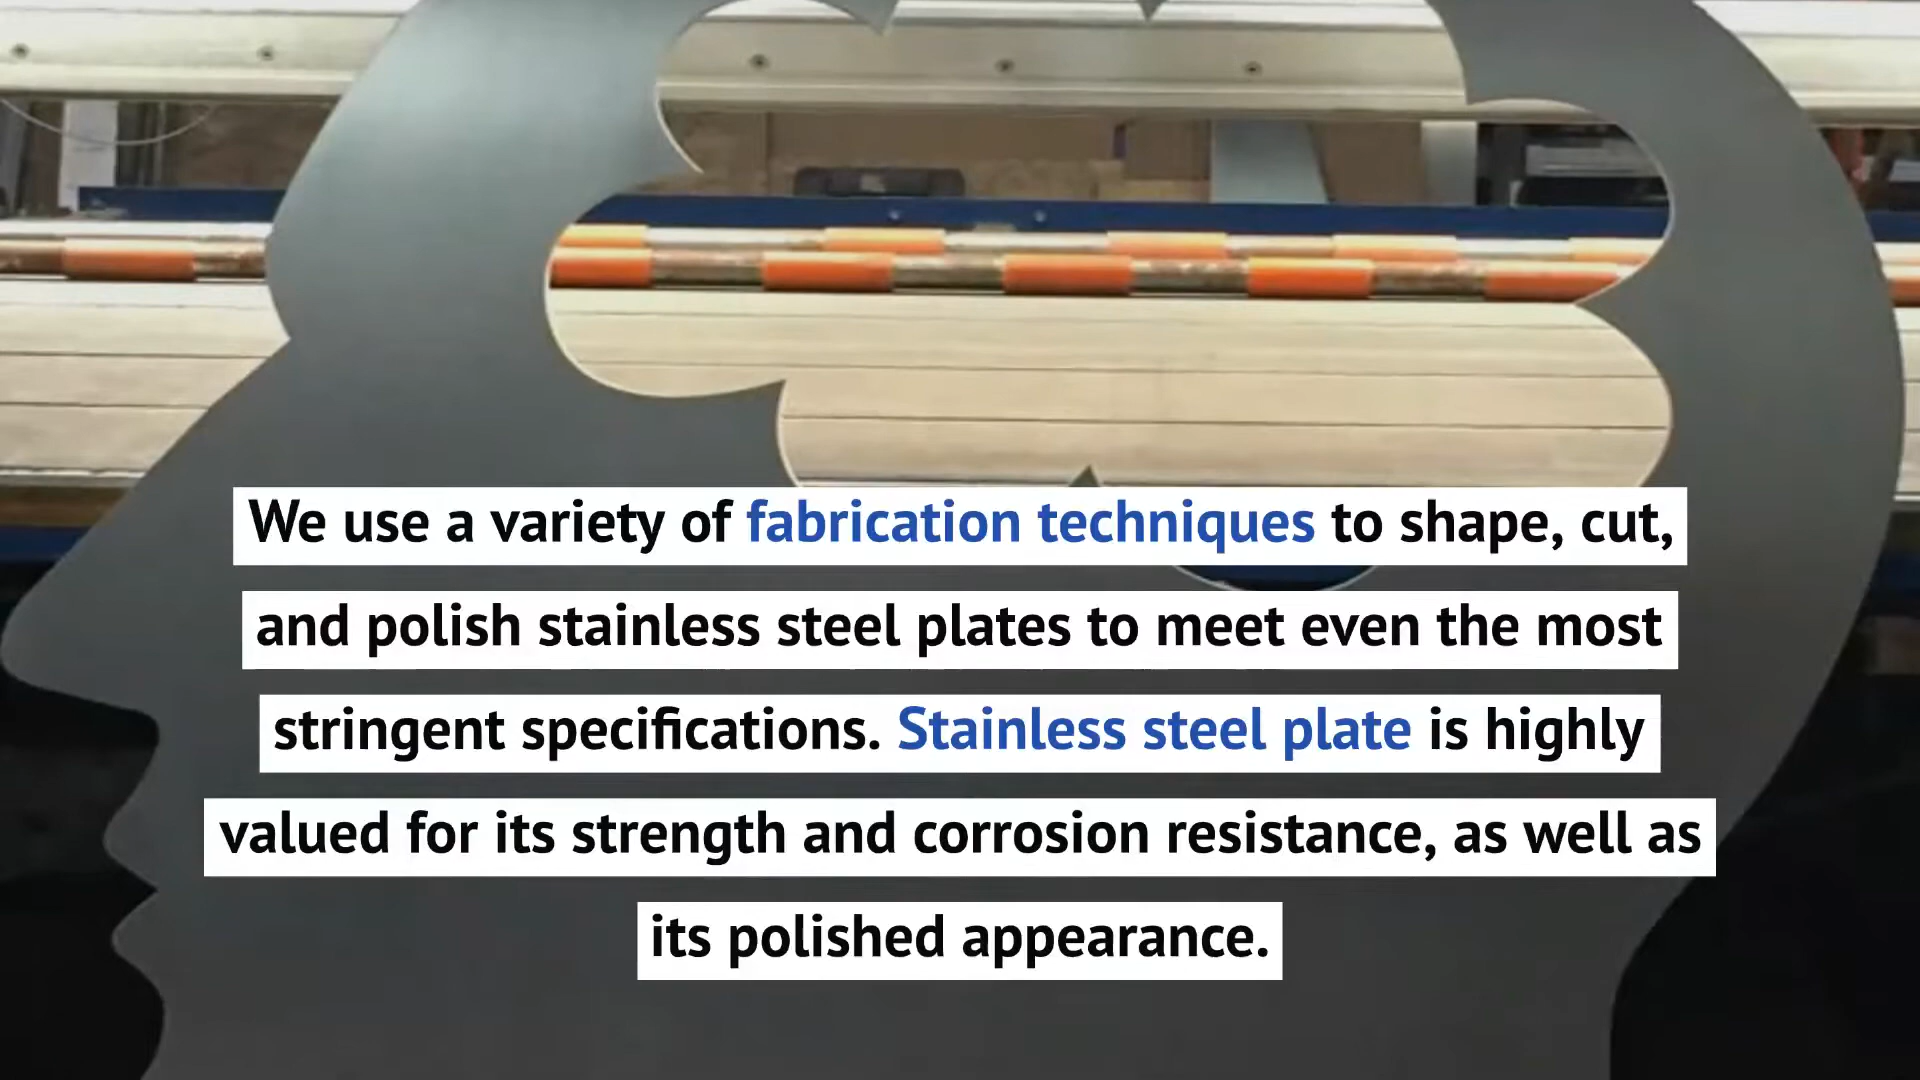 We use a variety of fabrication techniques to shape, cut,
and polish stainless steel plates to meet even the most
stringent specifications. Stainless steel plate is highly
valued for its strength and corrosion resistance, as well as
its polished appearance.